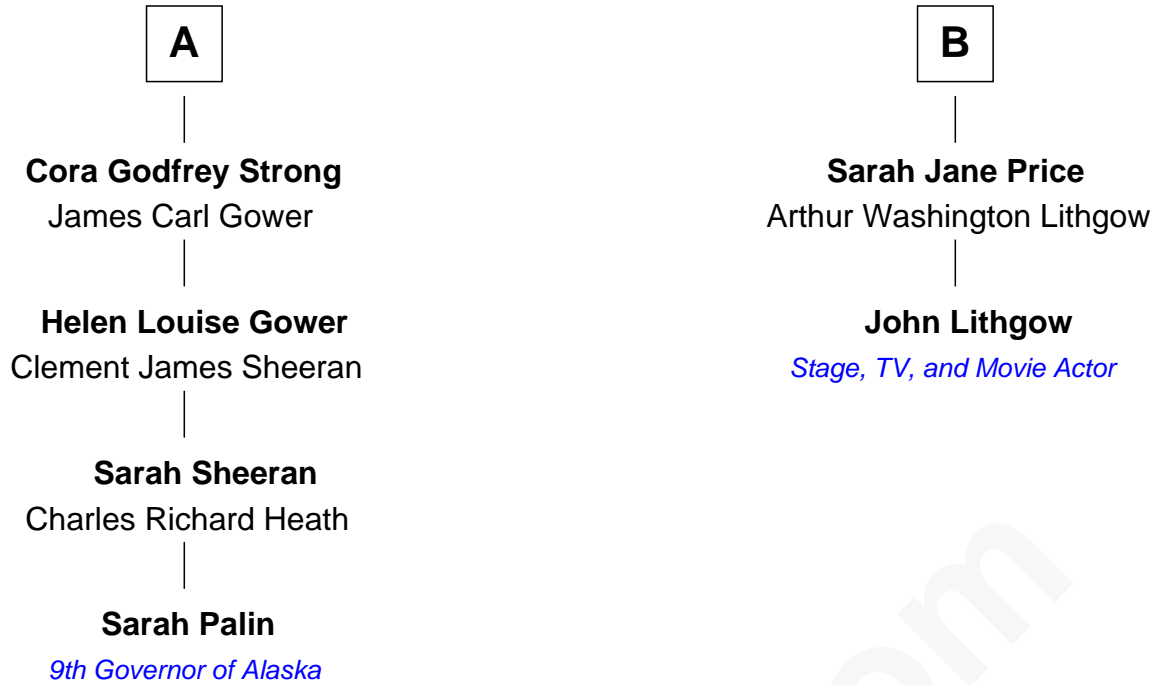 A
Cora Godfrey Strong
James Carl Gower
Helen Louise Gower
Clement James Sheeran
Sarah Sheeran
Charles Richard Heath
Sarah Palin
9th Governor of Alaska
B
Sarah Jane Price
Arthur Washington Lithgow
John Lithgow
Stage, TV, and Movie Actor
om